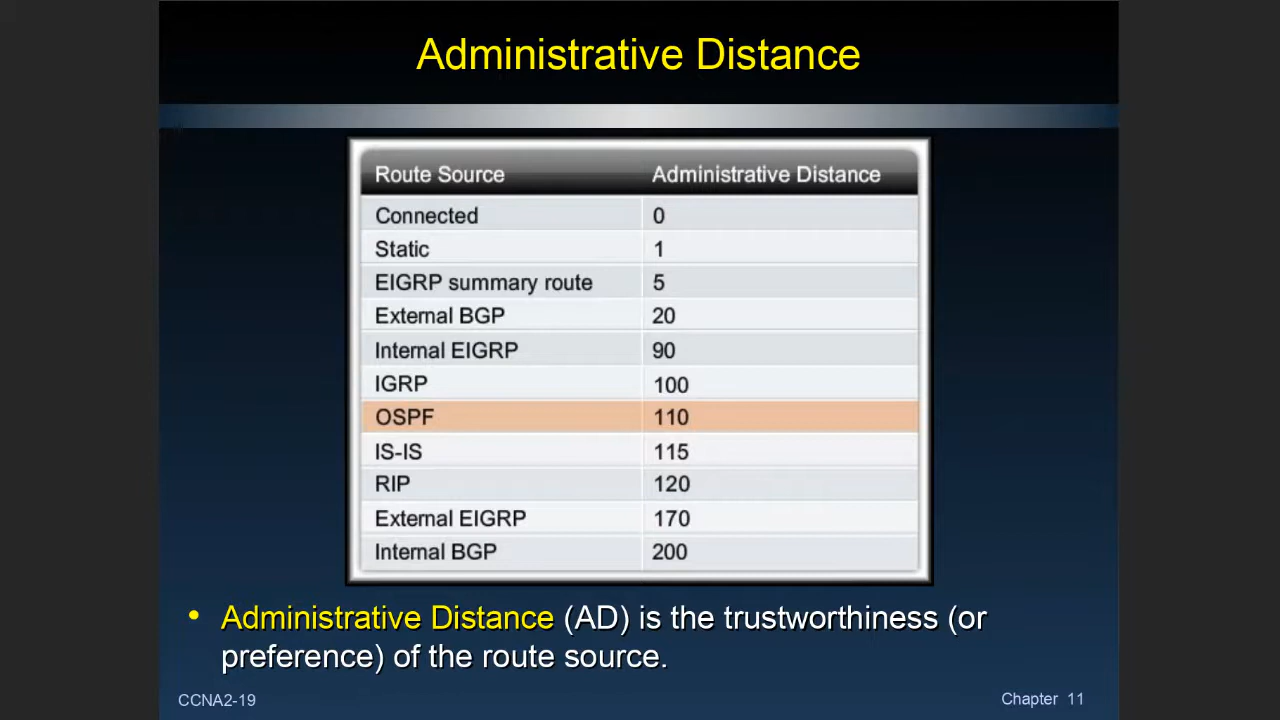 Administrative Distance
Route Source Administrative Distance
Connected 0
Static 1
EIGRP summary route 5
External BGP 20
Internal EIGRP 90
IGRP 100
OSPF 110
IS-IS 115
RIP 120
External EIGRP 170
Internal BGP 200
• Administrative Distance (AD) is the trustworthiness (or
preference) of the route source.
CCNA2-19 Chapter 11